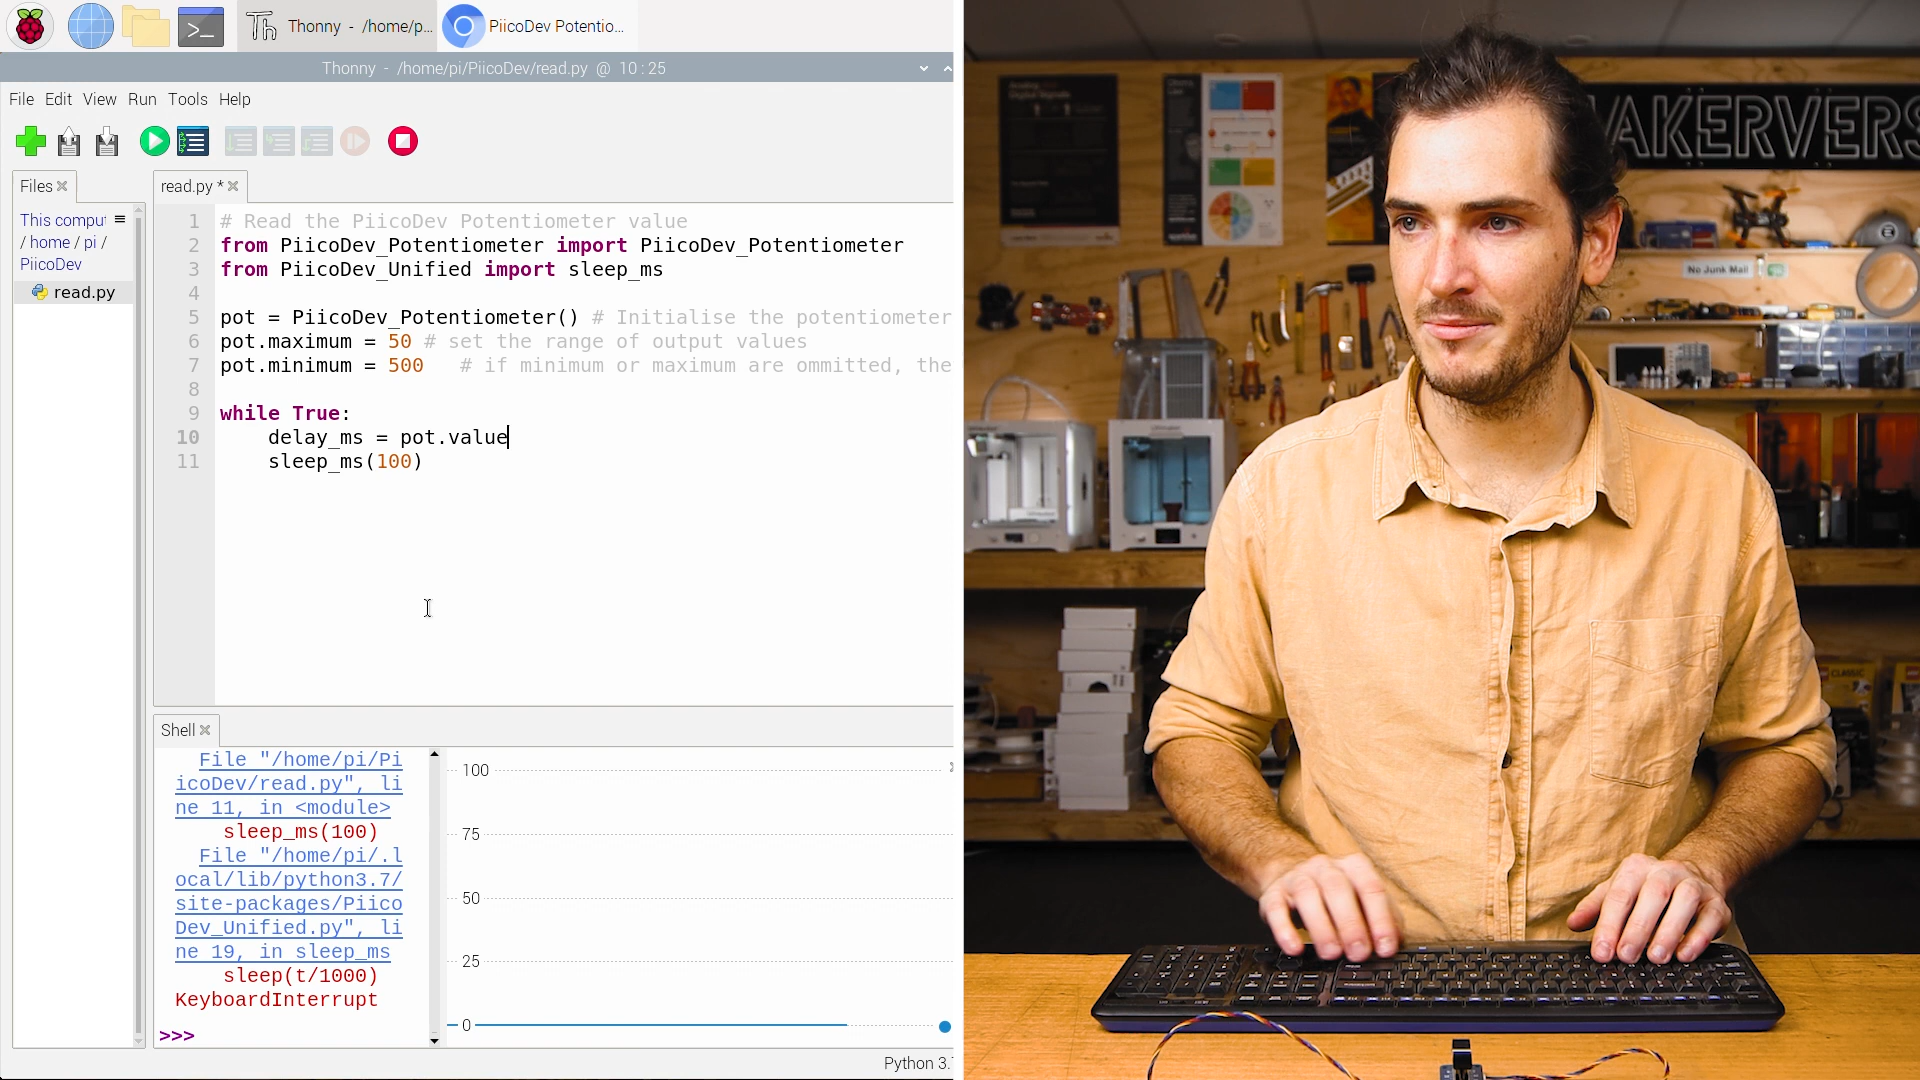 Thonny - /home/p...
PiicoDev Potentio...
Thonny - /home/pi/PiicoDev/read.py @ 10:25
File Edit View Run Tools Help
Files
read.py *
This comput
/ home / pi /
PiicoDev
read.py
1 # Read the PiicoDev Potentiometer value
2 from PiicoDev_Potentiometer import PiicoDev_Potentiometer
3 from PiicoDev_Unified import sleep_ms
4
5 pot = PiicoDev_Potentiometer() # Initialise the potentiometer
6 pot.maximum = 50 # set the range of output values
7 pot.minimum = 500 # if minimum or maximum are ommitted, the
8
9 while True:
10 delay_ms = pot.value
11 sleep_ms(100)
Shell
File "/home/pi/Pi
icoDev/read.py", li
ne 11, in <module>
sleep_ms(100)
File "/home/pi/.l
ocal/lib/python3.7/
site-packages/Piico
Dev_Unified.py", li
ne 19, in sleep_ms
sleep(t/1000)
KeyboardInterrupt
>>>
100
75
50
25
0
Python 3.
AKERVERS
No Junk Mail
CLASSIC